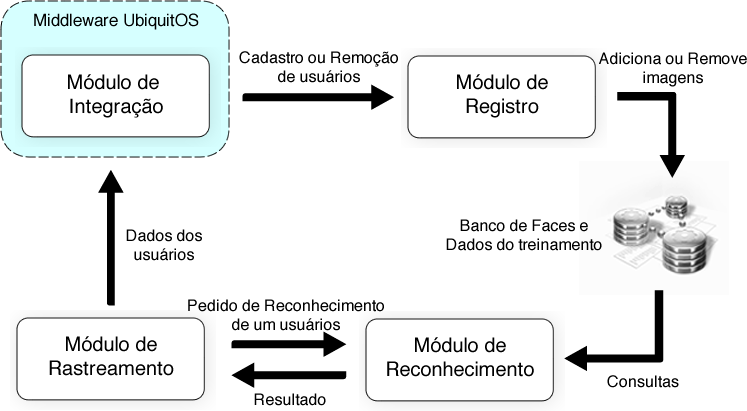 Middleware UbiquitOS
Módulo de
Integração
Cadastro ou Remoção
de usuários
Módulo de
Registro
Adiciona ou Remove
imagens
Banco de Faces e
Dados do treinamento
Dados dos
usuários
Módulo de
Rastreamento
Pedido de Reconhecimento
de um usuários
Resultado
Módulo de
Reconhecimento
Consultas